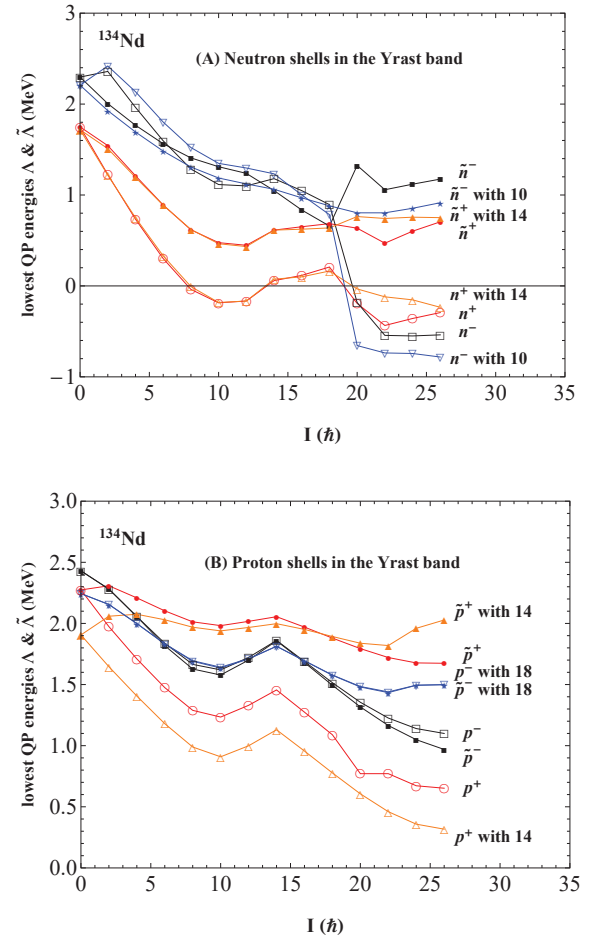 ¹³⁴Nd
(A) Neutron shells in the Yrast band
lowest QP energies Λ & Λ̃ (MeV)
3
2
1
0
−1
ñ⁻
ñ⁻ with 10
ñ⁺ with 14
ñ⁺
n⁺ with 14
n⁺
n⁻
n⁻ with 10
0 5 10 15 20 25 30 35
I (ℏ)
¹³⁴Nd
(B) Proton shells in the Yrast band
lowest QP energies Λ & Λ̃ (MeV)
3.0
2.5
2.0
1.5
1.0
0.5
0.0
p̃⁺ with 14
p̃⁺
p⁻ with 18
p̃⁻ with 18
p⁻
p̃⁻
p⁺
p⁺ with 14
0 5 10 15 20 25 30 35
I (ℏ)